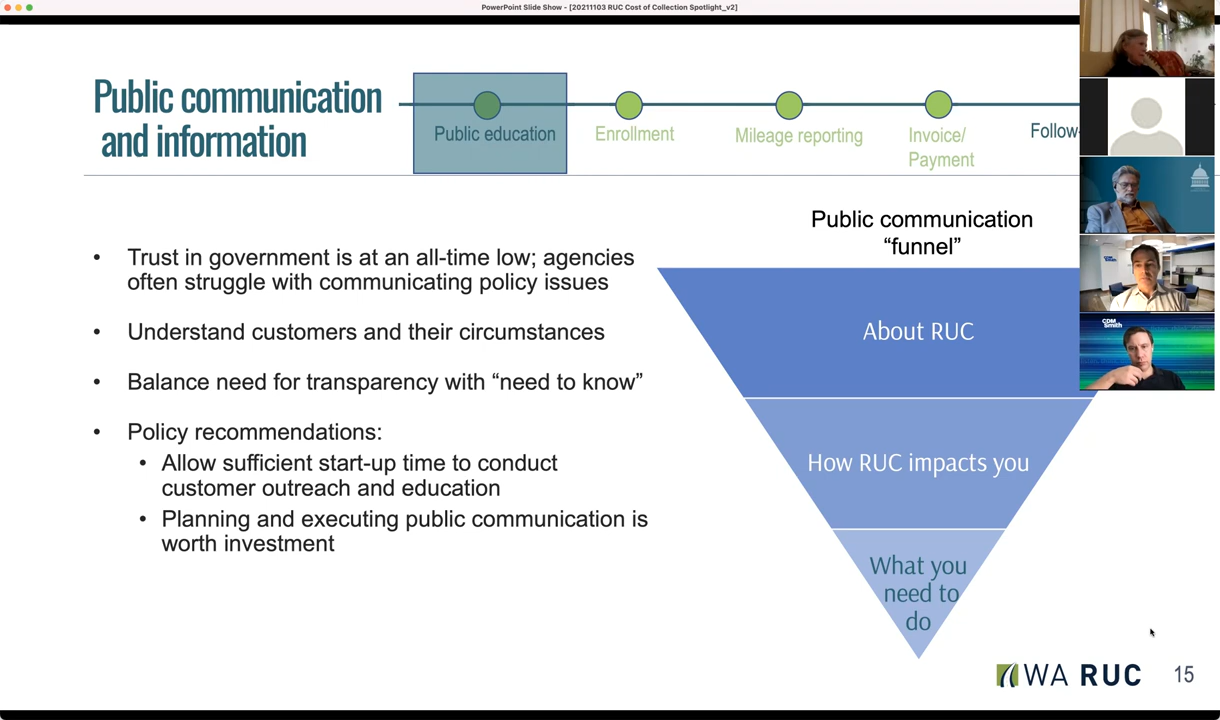 PowerPoint Slide Show - [20211103 RUC Cost of Collection Spotlight_v2]
Public communication
and information
Public education
Enrollment
Mileage reporting
Invoice/
Payment
Follow-
• Trust in government is at an all-time low; agencies
often struggle with communicating policy issues
• Understand customers and their circumstances
• Balance need for transparency with “need to know”
• Policy recommendations:
• Allow sufficient start-up time to conduct
customer outreach and education
• Planning and executing public communication is
worth investment
Public communication
“funnel”
About RUC
How RUC impacts you
What you
need to
do
CDM
Smith
WA RUC
15